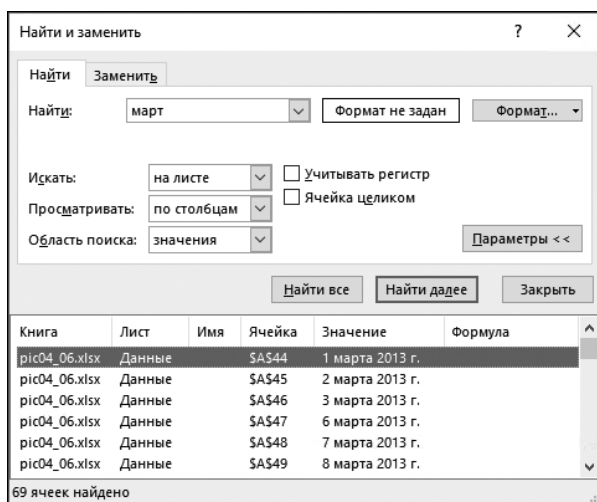 Найти и заменить ? ×
Найти Заменить
Найти: март Формат не задан Формат...
Искать: на листе Учитывать регистр
Ячейка целиком
Просматривать: по столбцам
Область поиска: значения Параметры <<
Найти все Найти далее Закрыть
Книга Лист Имя Ячейка Значение Формула
pic04_06.xlsx Данные $A$44 1 марта 2013 г.
pic04_06.xlsx Данные $A$45 2 марта 2013 г.
pic04_06.xlsx Данные $A$46 3 марта 2013 г.
pic04_06.xlsx Данные $A$47 6 марта 2013 г.
pic04_06.xlsx Данные $A$48 7 марта 2013 г.
pic04_06.xlsx Данные $A$49 8 марта 2013 г.
69 ячеек найдено